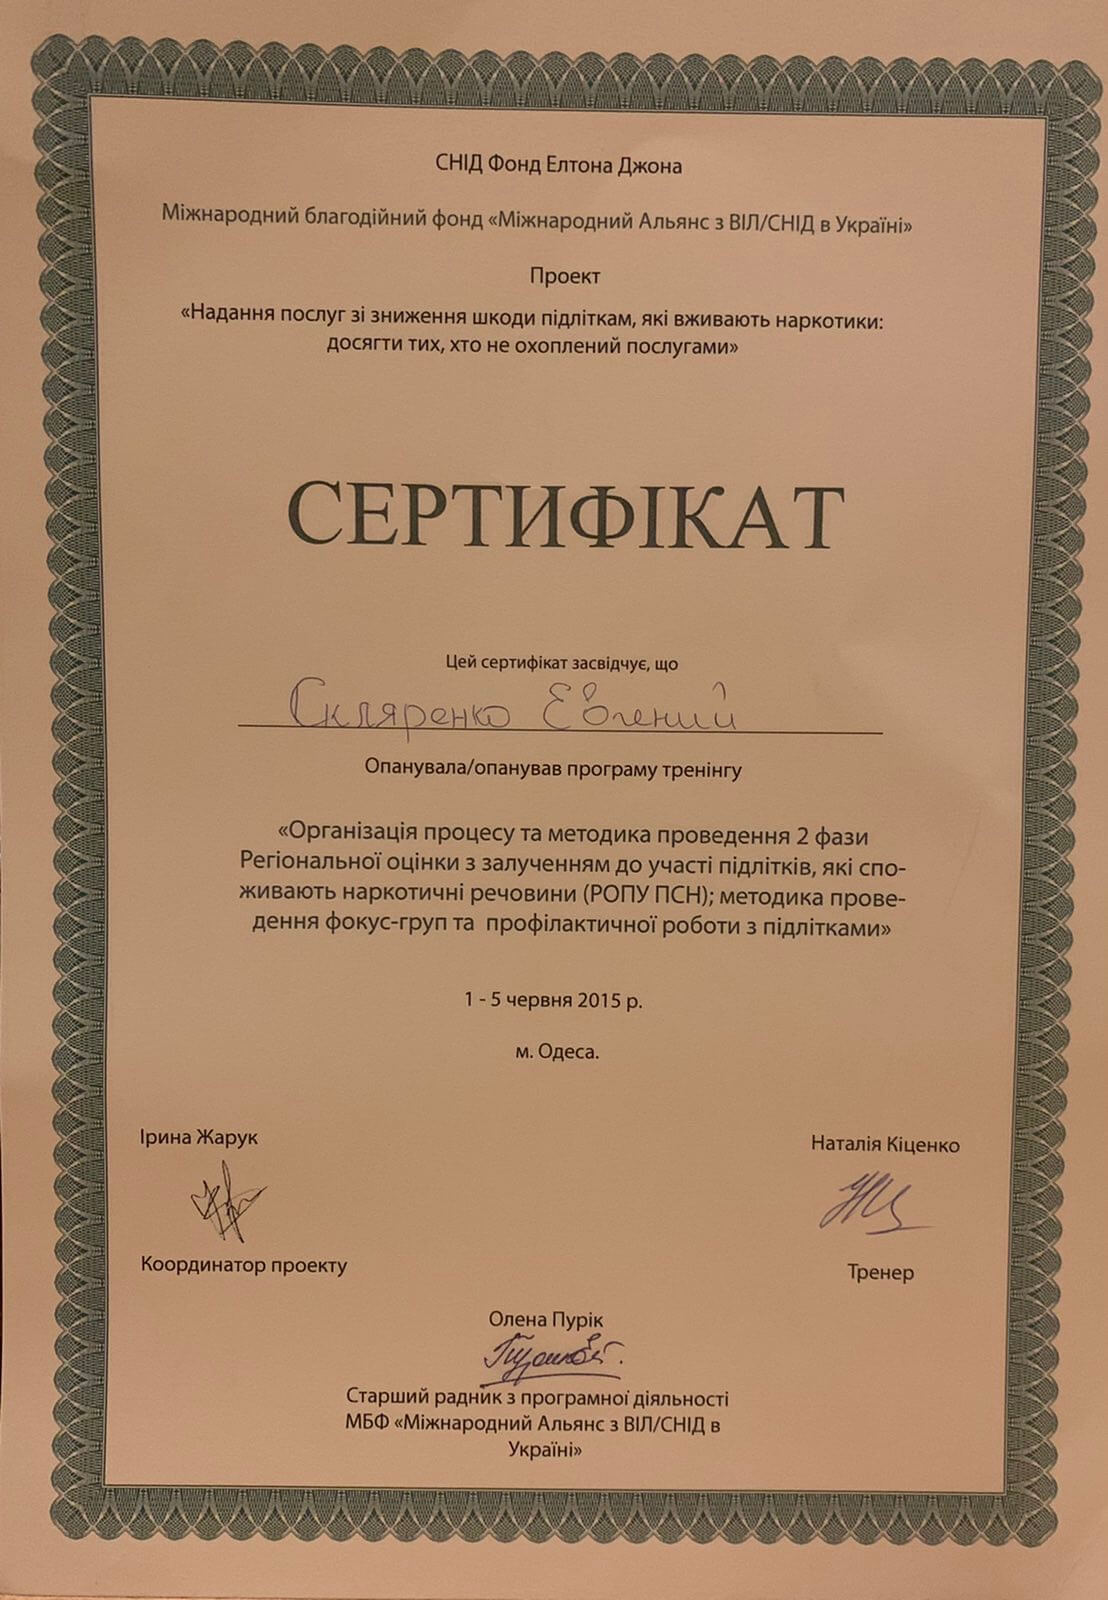 СНІД Фонд Елтона Джона
Міжнародний благодійний фонд «Міжнародний Альянс з ВІЛ/СНІД в Україні»
Проект
«Надання послуг зі зниження шкоди підліткам, які вживають наркотики:
досягти тих, хто не охоплений послугами»
СЕРТИФІКАТ
Цей сертифікат засвідчує, що
Скляренко Евгений
Опанувала/опанував програму тренінгу
«Організація процесу та методика проведення 2 фази
Регіональної оцінки з залученням до участі підлітків, які спо-
живають наркотичні речовини (РОПУ ПСН); методика прове-
дення фокус-груп та профілактичної роботи з підлітками»
1 - 5 червня 2015 р.
м. Одеса.
Ірина Жарук
Координатор проекту
Наталія Кіценко
Тренер
Олена Пурік
Старший радник з програмної діяльності
МБФ «Міжнародний Альянс з ВІЛ/СНІД в
Україні»